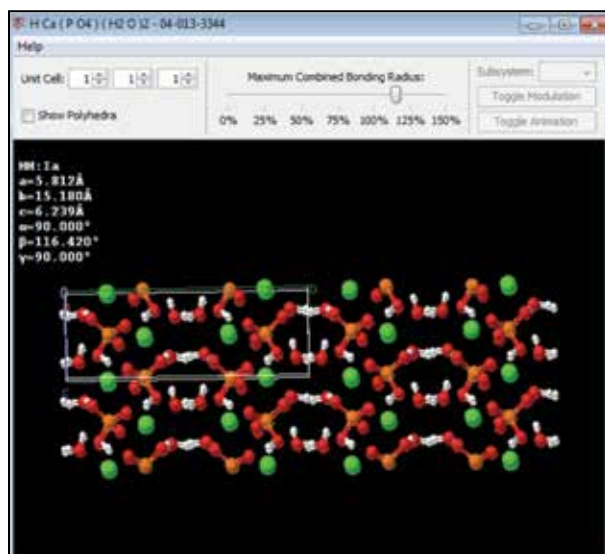 H Ca ( P O4 ) ( H2 O )2 - 04-013-3344
Help
Unit Cell: 1 1 1
Show Polyhedra
Maximum Combined Bonding Radius:
0% 25% 50% 75% 100% 125% 150%
Subsystem:
Toggle Modulation
Toggle Animation
HM:Ia
a=5.812Å
b=15.180Å
c=6.239Å
α=90.000°
β=116.420°
γ=90.000°